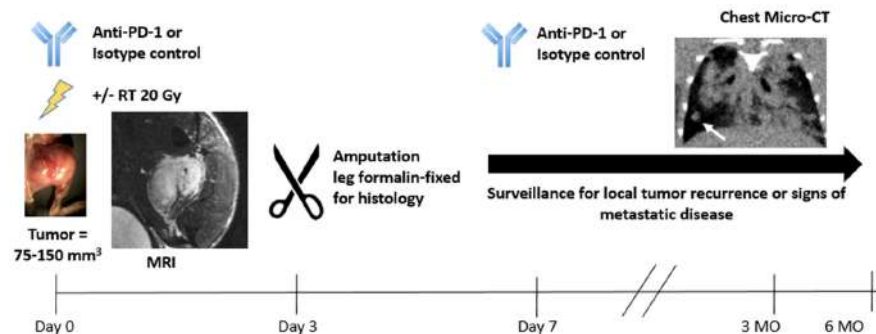 Anti-PD-1 or
Isotype control
+/- RT 20 Gy
Tumor =
75-150 mm³
MRI
Amputation
leg formalin-fixed
for histology
Anti-PD-1 or
Isotype control
Chest Micro-CT
Surveillance for local tumor recurrence or signs of
metastatic disease
Day 0
Day 3
Day 7
3 MO
6 MO